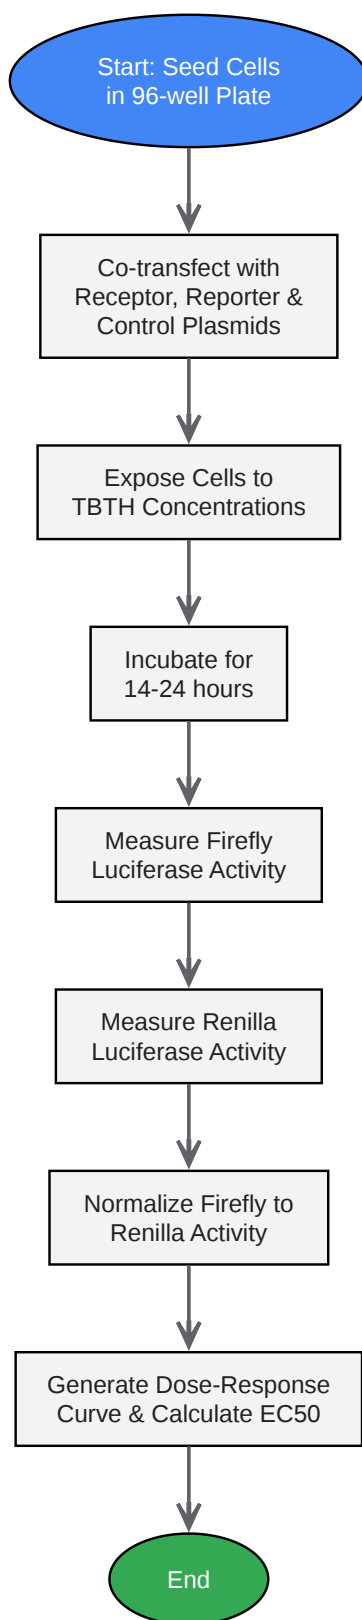 Start: Seed Cells
in 96-well Plate
Co-transfect with
Receptor, Reporter &
Control Plasmids
Expose Cells to
TBTH Concentrations
Incubate for
14-24 hours
Measure Firefly
Luciferase Activity
Measure Renilla
Luciferase Activity
Normalize Firefly to
Renilla Activity
Generate Dose-Response
Curve & Calculate EC50
End